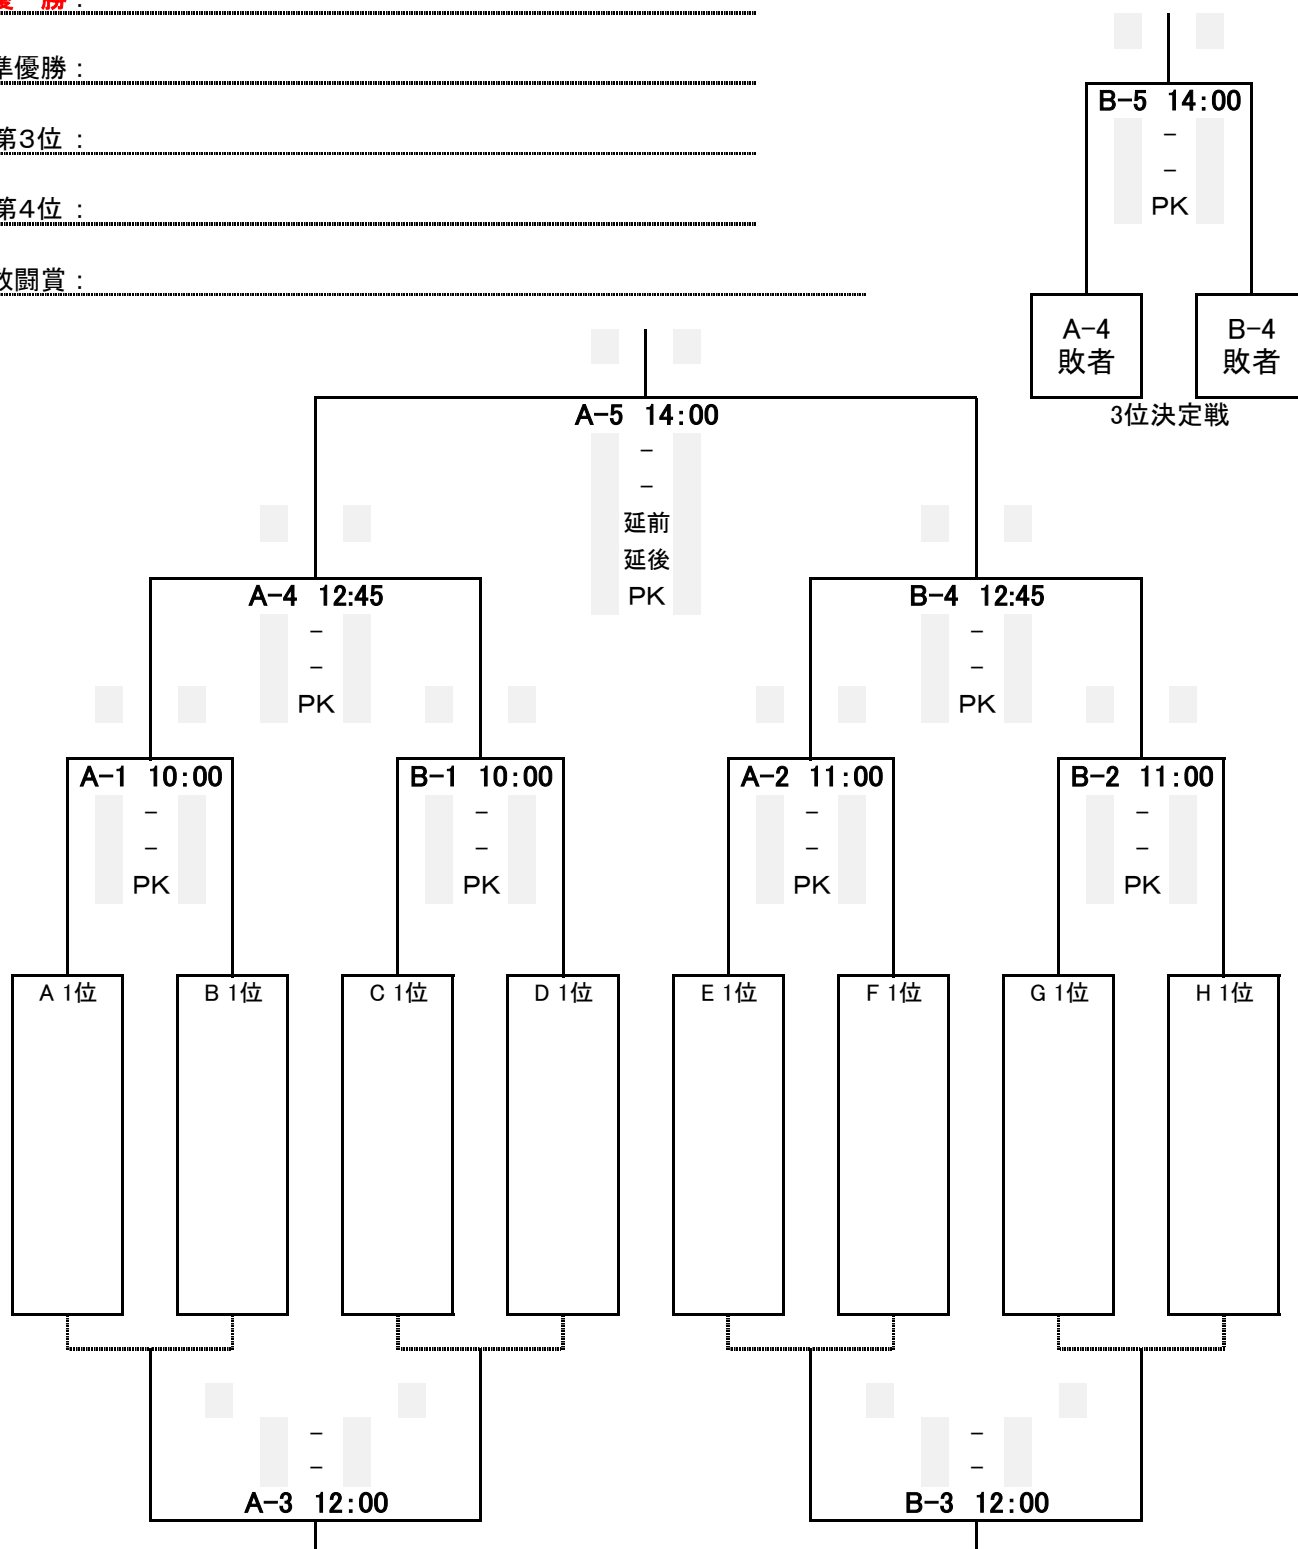 優　勝：
準優勝：
第3位 ：
第4位 ：
敢闘賞：
B-5　14:00
-
-
PK
A-4
敗者
B-4
敗者
3位決定戦
A-5　14:00
-
-
延前
延後
PK
A-4　12:45
-
-
PK
B-4　12:45
-
-
PK
A-1　10:00
-
-
PK
B-1　10:00
-
-
PK
A-2　11:00
-
-
PK
B-2　11:00
-
-
PK
A 1位
B 1位
C 1位
D 1位
E 1位
F 1位
G 1位
H 1位
-
-
A-3　12:00
-
-
B-3　12:00